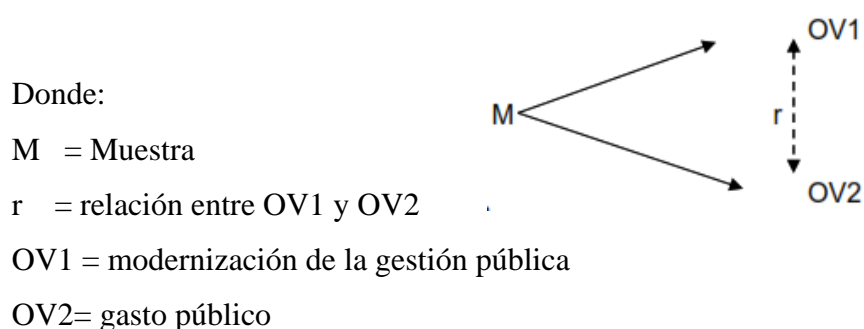 OV1
Donde:
M
M = Muestra
r
r = relación entre OV1 y OV2
OV2
OV1 = modernización de la gestión pública
OV2= gasto público